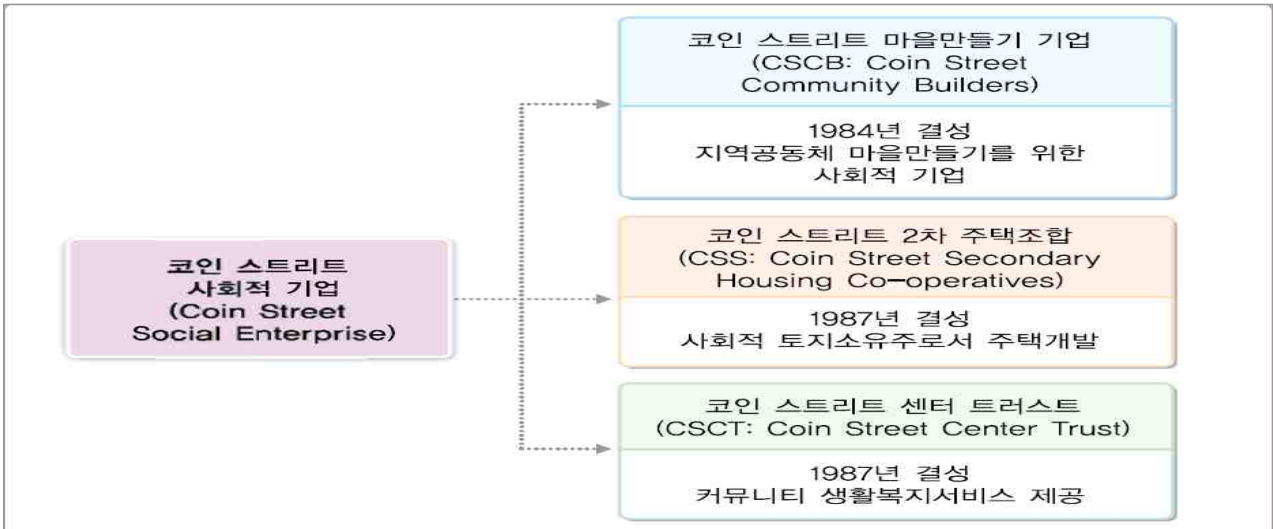 코인 스트리트 마을만들기 기업
(CSCB: Coin Street
Community Builders)
1984년 결성
지역공동체 마을만들기를 위한
사회적 기업
코인 스트리트
사회적 기업
(Coin Street
Social Enterprise)
코인 스트리트 2차 주택조합
(CSS: Coin Street Secondary
Housing Co-operatives)
1987년 결성
사회적 토지소유주로서 주택개발
코인 스트리트 센터 트러스트
(CSCT: Coin Street Center Trust)
1987년 결성
커뮤니티 생활복지서비스 제공